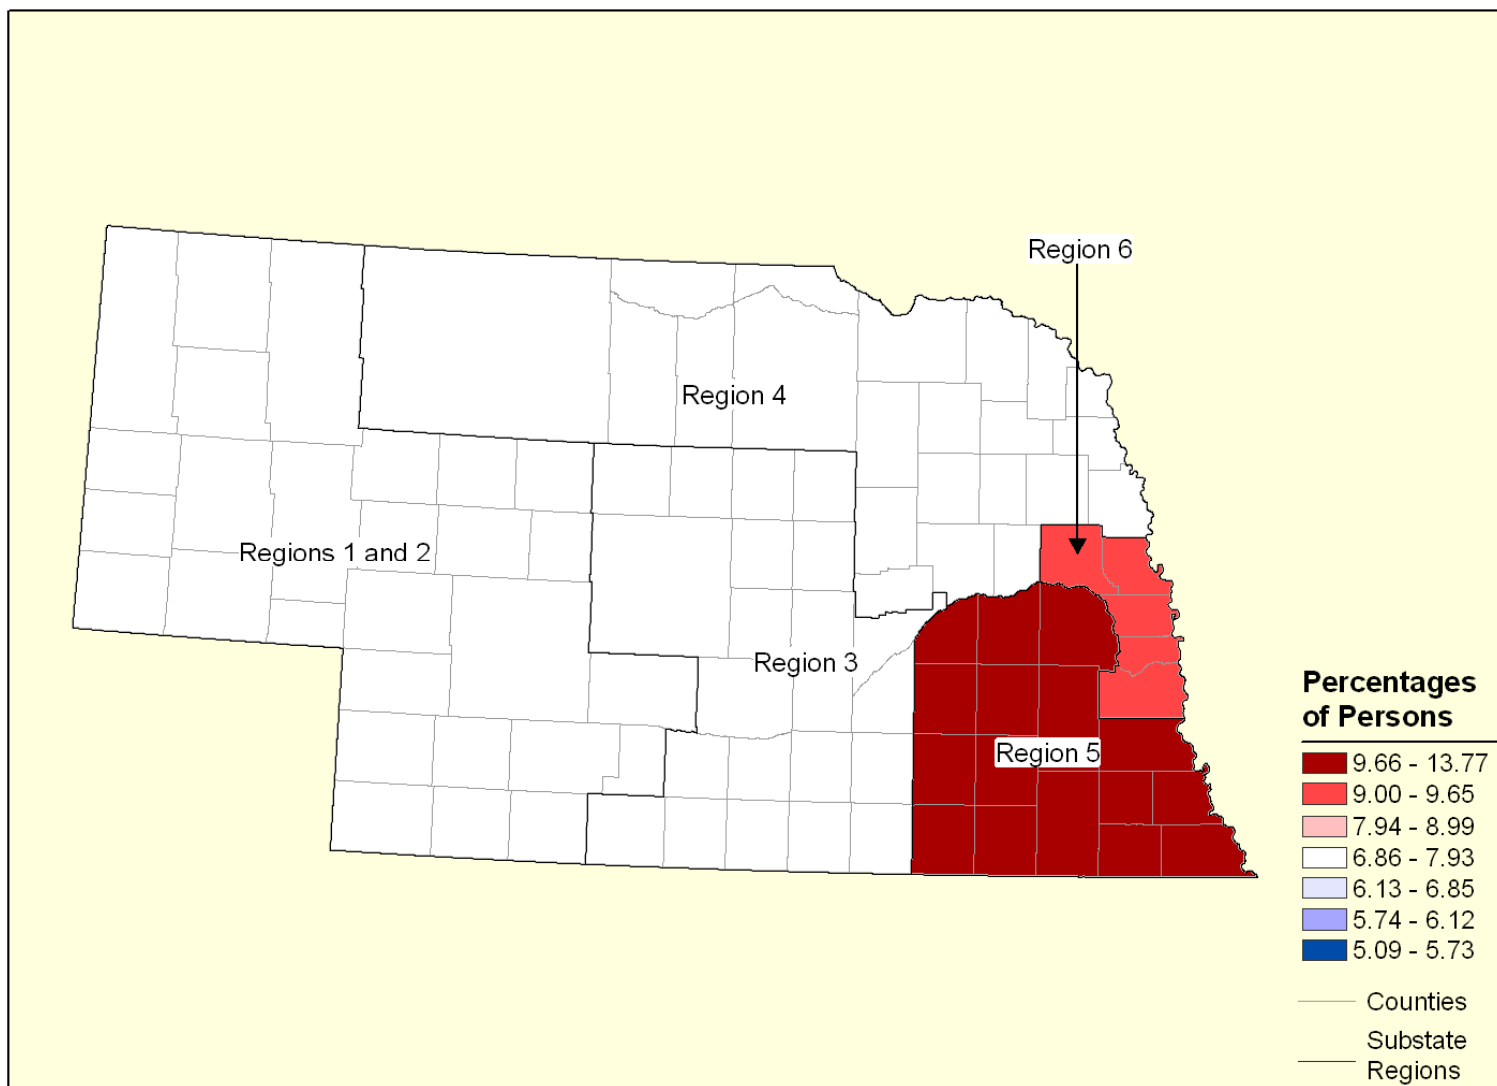 Region 6
Region 4
Regions 1 and 2
Region 3
Region 5
Percentages
of Persons
9.66 - 13.77
9.00 - 9.65
7.94 - 8.99
6.86 - 7.93
6.13 - 6.85
5.74 - 6.12
5.09 - 5.73
Counties
Substate
Regions